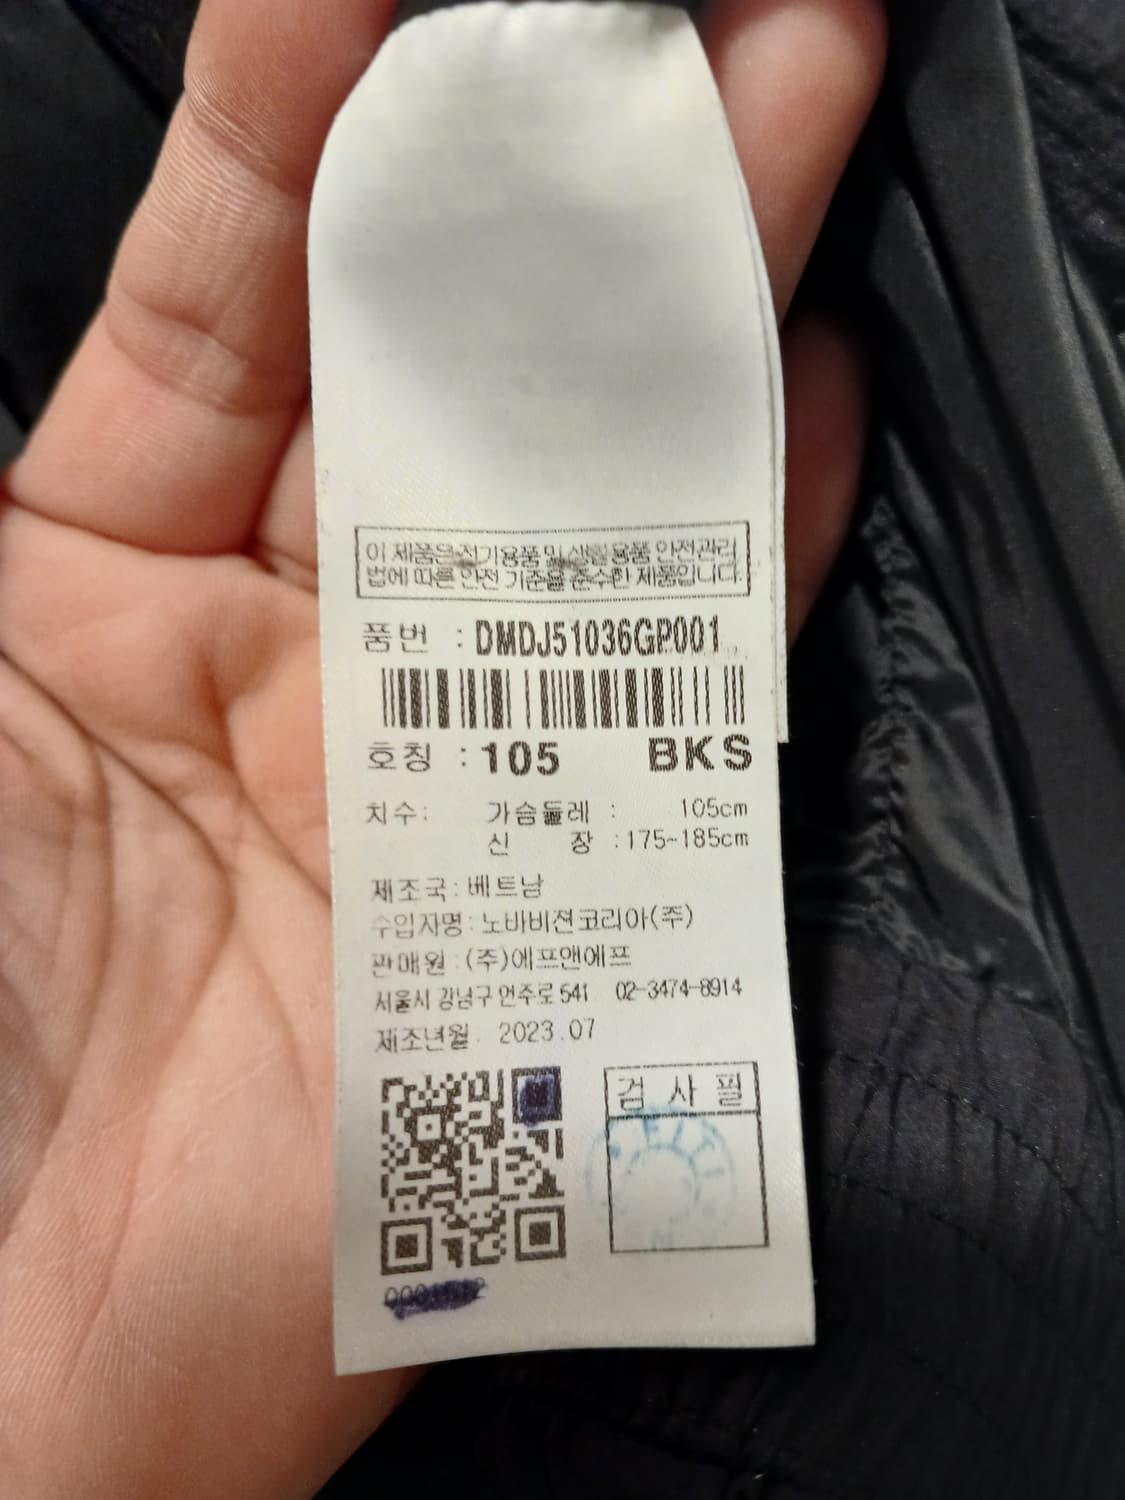 이 제품은 전기용품 및 생활용품 안전관리
법에 따른 안전 기준을 준수한 제품입니다.
품번 : DMDJ51036GP001
호칭 : 105 BKS
치수: 가슴둘레 : 105cm
신 장 : 175~185cm
제조국 : 베트남
수입자명 : 노바비젼코리아(주)
판매원 : (주)에프앤에프
서울시 강남구 언주로 541 02-3474-8914
제조년월 2023.07
검 사 필